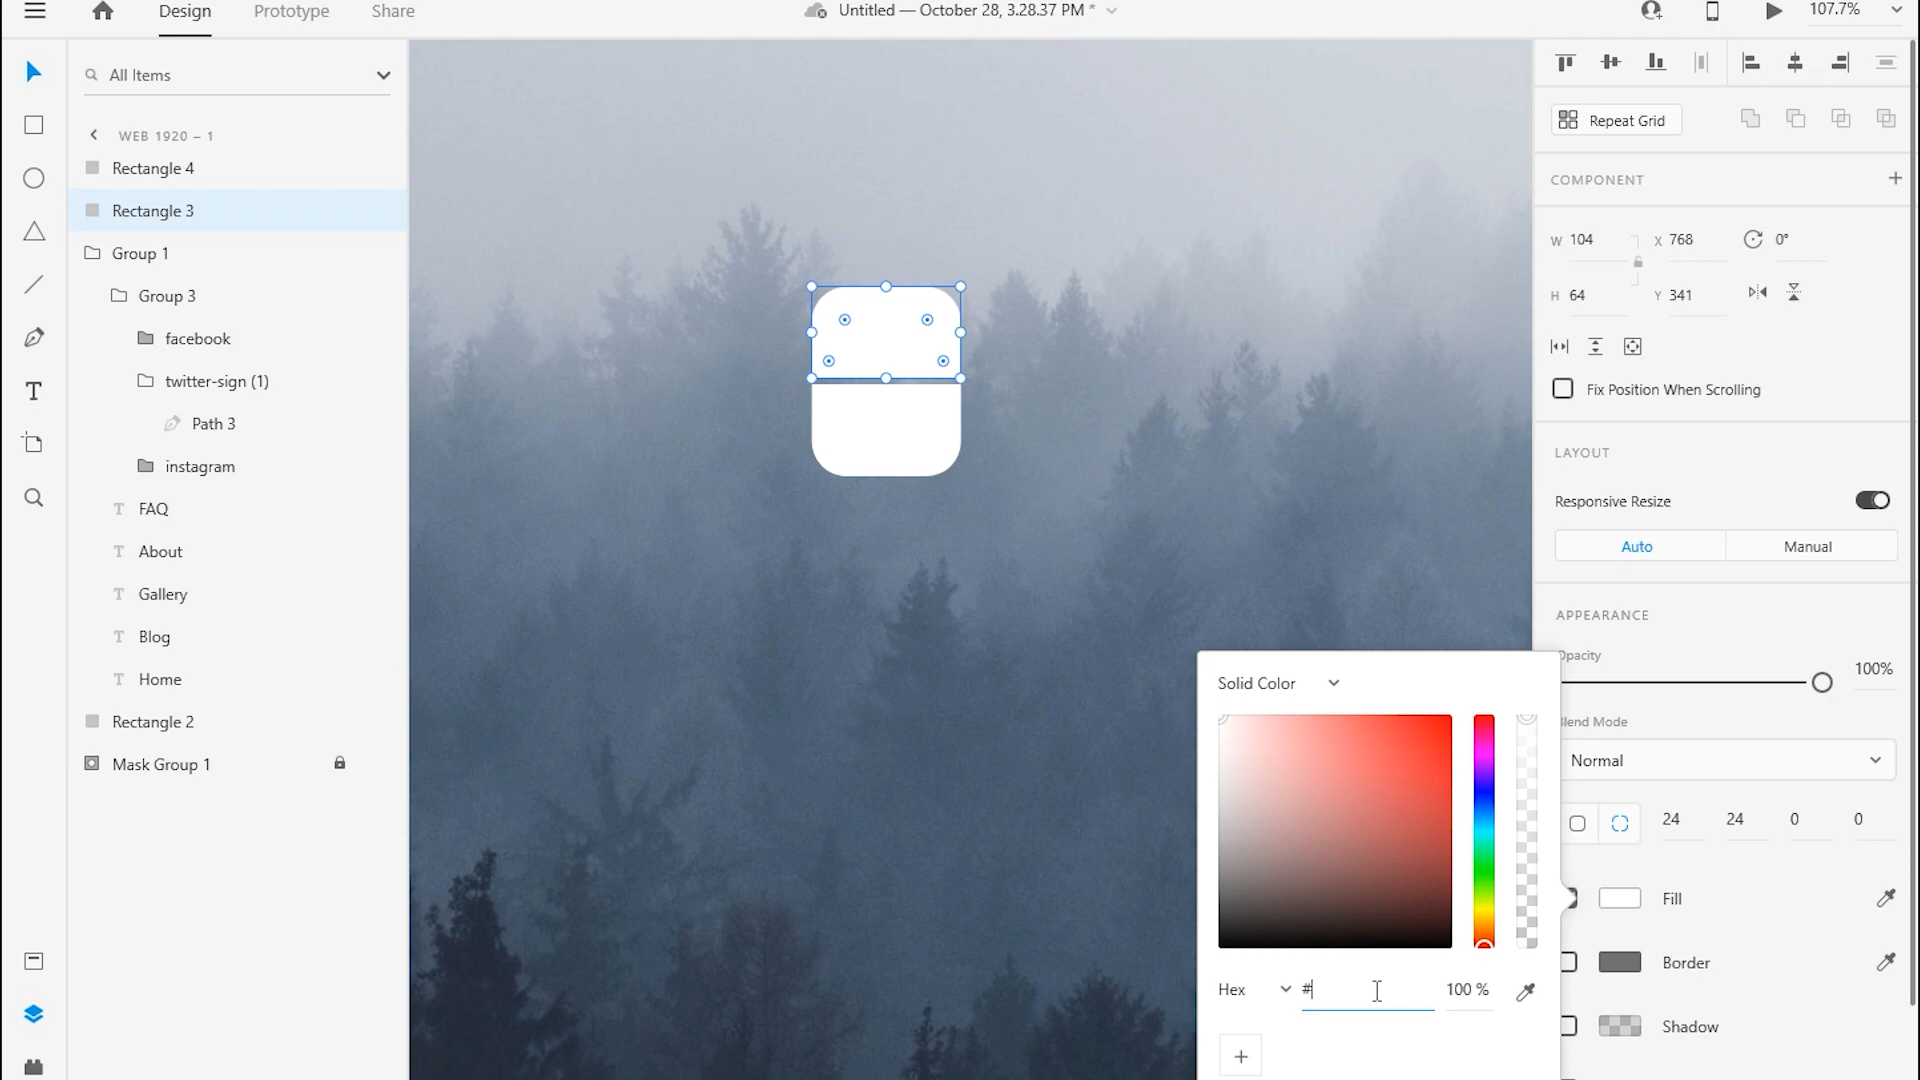 Design
Prototype
Share
Untitled — October 28, 3.28.37 PM *
107.7%
All Items
WEB 1920 – 1
Rectangle 4
Rectangle 3
Group 1
Group 3
facebook
twitter-sign (1)
Path 3
instagram
T FAQ
T About
T Gallery
T Blog
T Home
Rectangle 2
Mask Group 1
T
Repeat Grid
COMPONENT
W 104
X 768
0°
H 64
Y 341
Fix Position When Scrolling
LAYOUT
Responsive Resize
Auto
Manual
APPEARANCE
Opacity
100%
Blend Mode
Normal
24 24 0 0
Fill
Border
Shadow
Solid Color
Hex
#
100 %